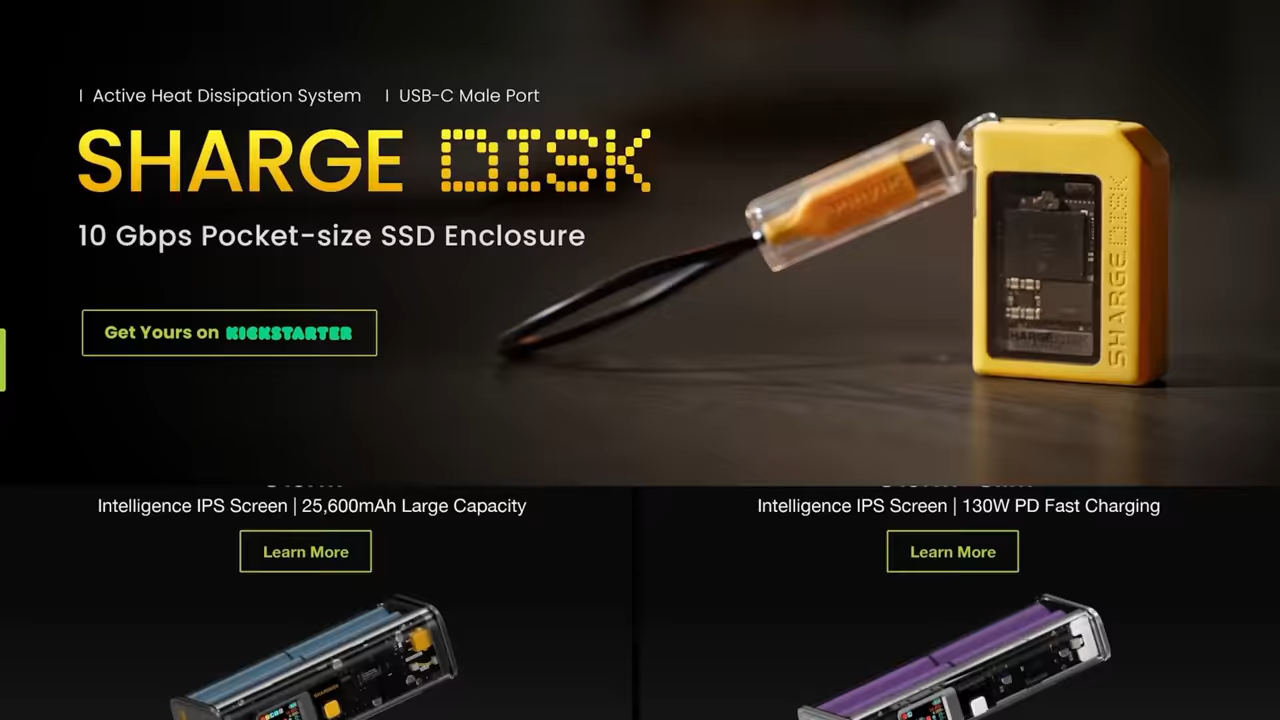 | Active Heat Dissipation System | USB-C Male Port
SHARGE DISK
10 Gbps Pocket-size SSD Enclosure
Get Yours on KICKSTARTER
SHARGE DISK
Intelligence IPS Screen | 25,600mAh Large Capacity
Intelligence IPS Screen | 130W PD Fast Charging
Learn More
Learn More